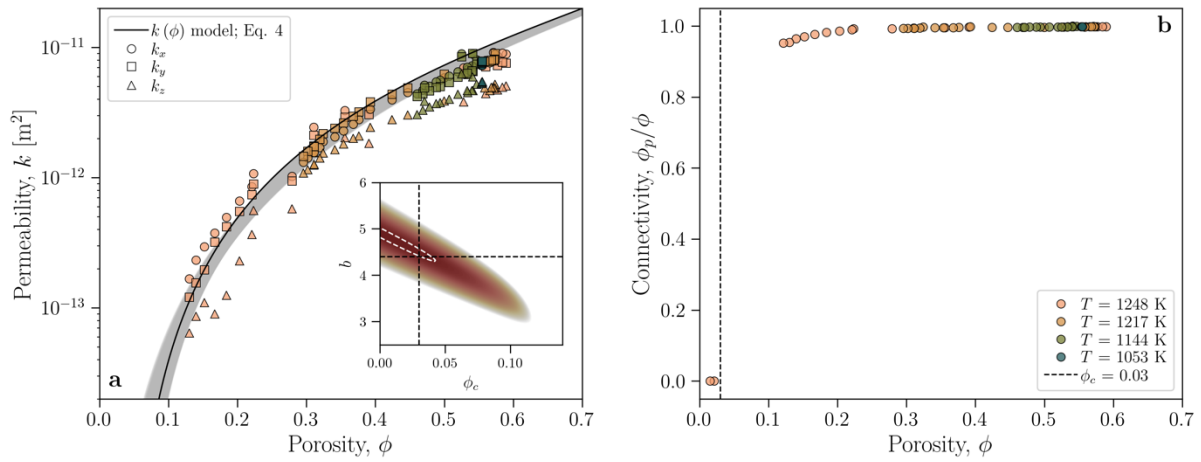 10⁻¹¹
10⁻¹²
10⁻¹³
Permeability, k [m²]
k (ϕ) model; Eq. 4
kₓ
k_y
k_z
6
5
4
3
b
0.00
0.05
0.10
ϕ_c
a
0.0
0.1
0.2
0.3
0.4
0.5
0.6
0.7
Porosity, ϕ
b
1.0
0.8
0.6
0.4
0.2
0.0
Connectivity, ϕ_p/ϕ
T = 1248 K
T = 1217 K
T = 1144 K
T = 1053 K
ϕ_c = 0.03
0.0
0.1
0.2
0.3
0.4
0.5
0.6
0.7
Porosity, ϕ